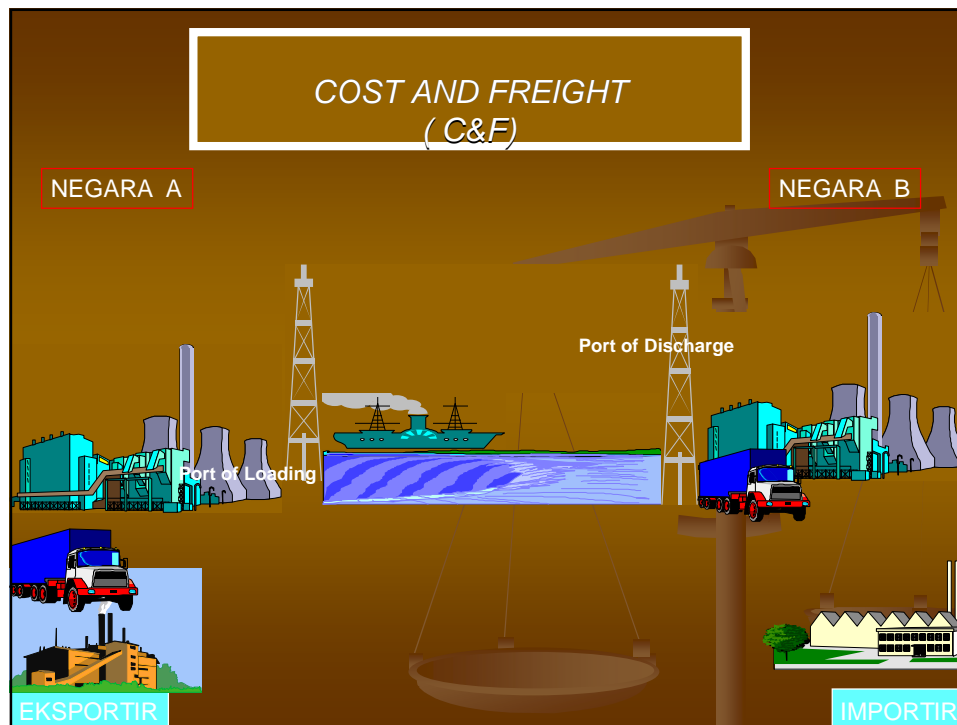 COST AND FREIGHT
( C&F)
NEGARA A
NEGARA B
Port of Discharge
Port of Loading
EKSPORTIR
IMPORTIR